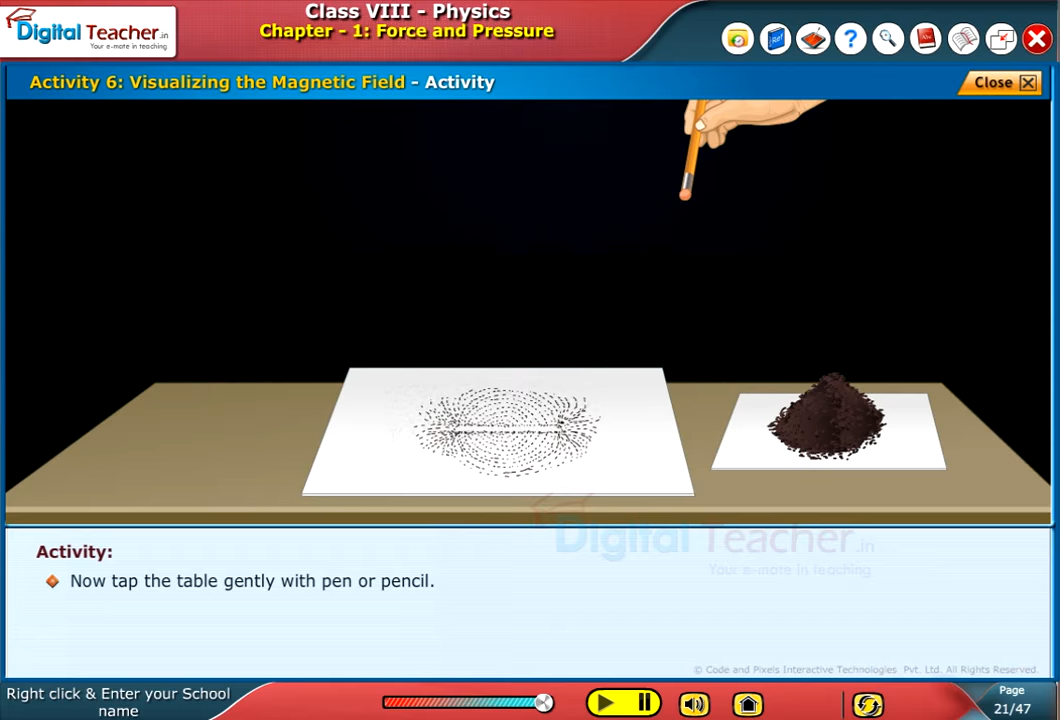 Digital Teacher.in
Your e-mate in teaching
Class VIII - Physics
Chapter - 1: Force and Pressure
Ref
?
Abc
Activity 6: Visualizing the Magnetic Field - Activity
Close
Digital Teacher.in
Your e-mate in teaching
Activity:
Now tap the table gently with pen or pencil.
© Code and Pixels Interactive Technologies Pvt. Ltd. All Rights Reserved.
Right click & Enter your School
name
Page
21/47